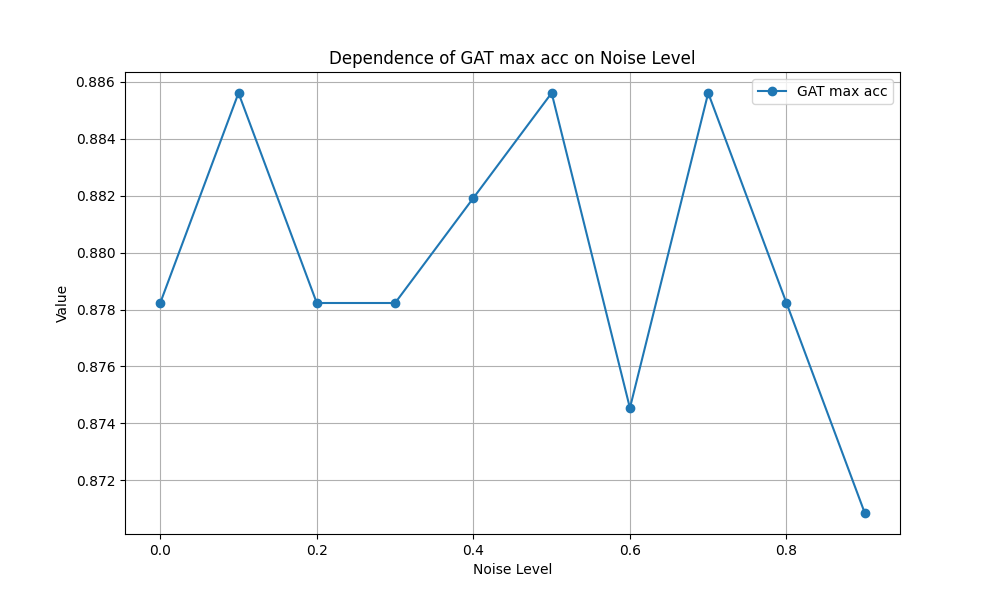 Dependence of GAT max acc on Noise Level
GAT max acc
Value
0.886
0.884
0.882
0.880
0.878
0.876
0.874
0.872
0.0 0.2 0.4 0.6 0.8
Noise Level